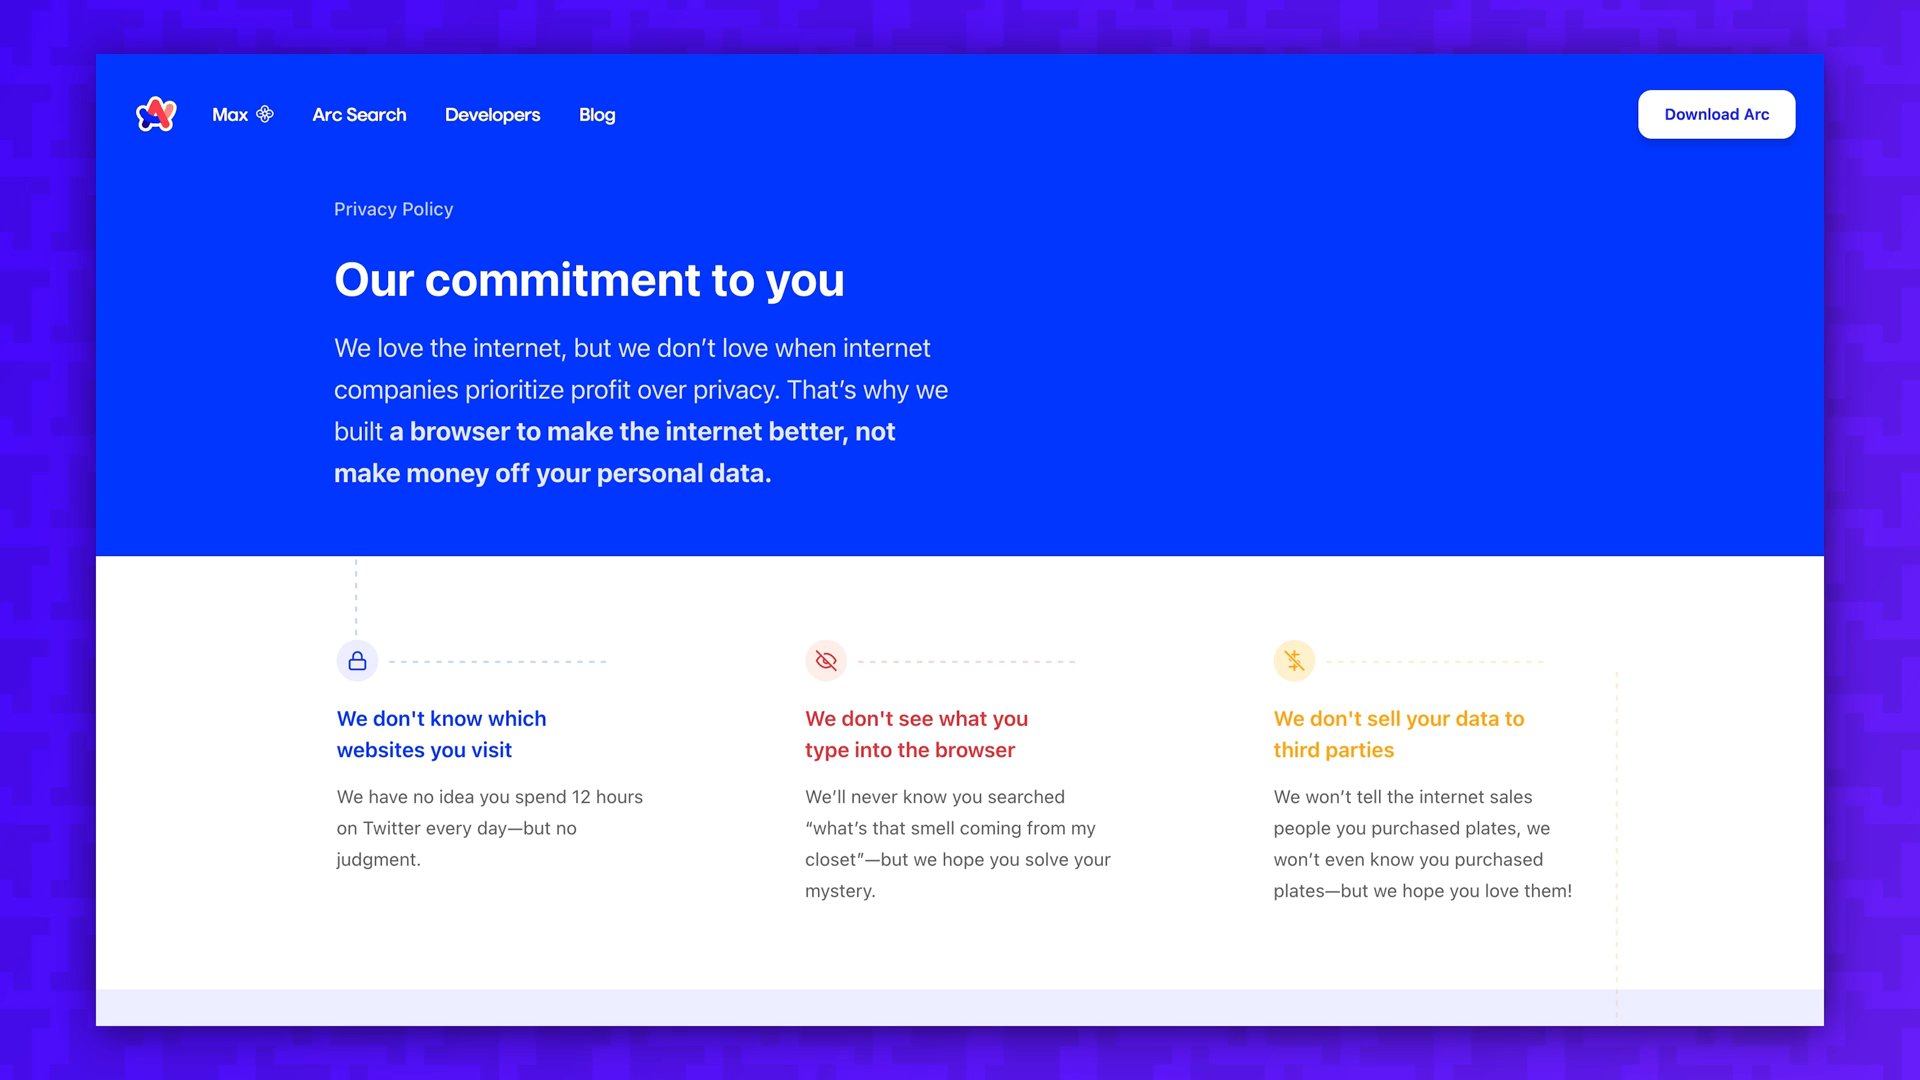 Max
Arc Search
Developers
Blog
Download Arc
Privacy Policy
Our commitment to you
We love the internet, but we don’t love when internet
companies prioritize profit over privacy. That’s why we
built a browser to make the internet better, not
make money off your personal data.
We don't know which
websites you visit
We have no idea you spend 12 hours
on Twitter every day—but no
judgment.
We don't see what you
type into the browser
We’ll never know you searched
“what’s that smell coming from my
closet”—but we hope you solve your
mystery.
We don't sell your data to
third parties
We won’t tell the internet sales
people you purchased plates, we
won’t even know you purchased
plates—but we hope you love them!